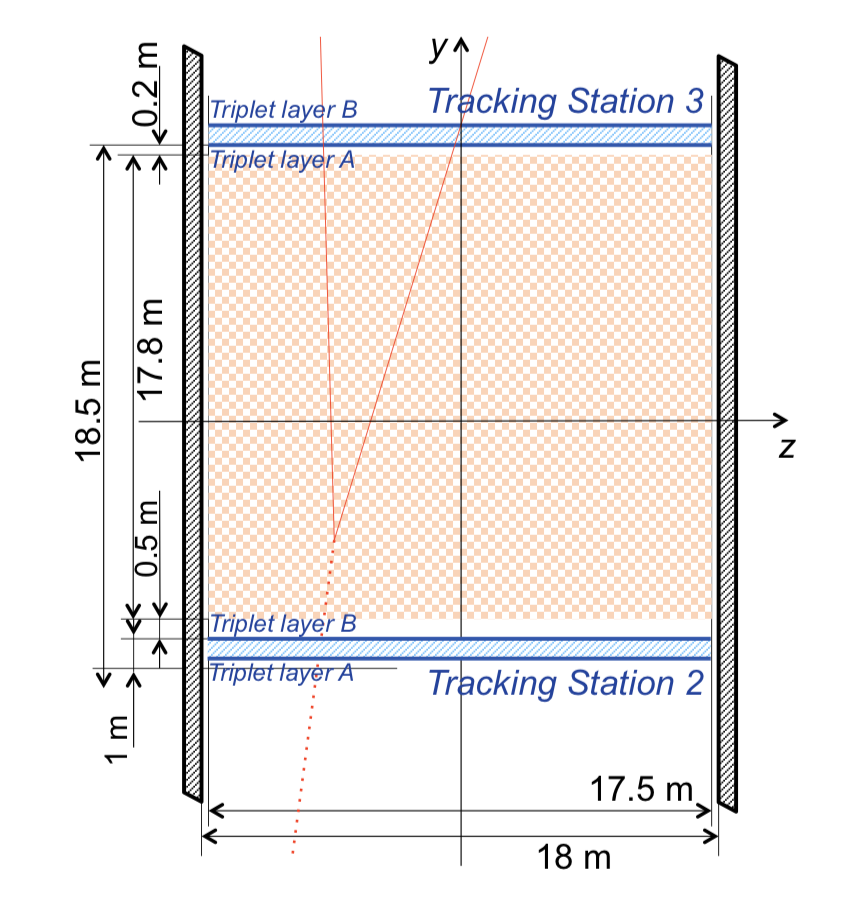 y
0.2 m
Triplet layer B
Tracking Station 3
Triplet layer A
17.8 m
18.5 m
z
0.5 m
Triplet layer B
Triplet layer A
Tracking Station 2
1 m
17.5 m
18 m